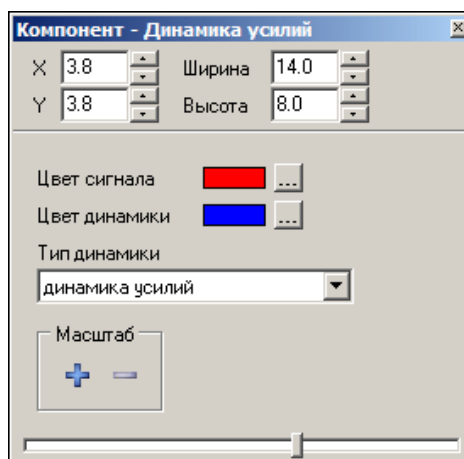 Компонент - Динамика усилий
X 3.8 Ширина 14.0
Y 3.8 Высота 8.0
Цвет сигнала ...
Цвет динамики ...
Тип динамики
динамика усилий
Масштаб